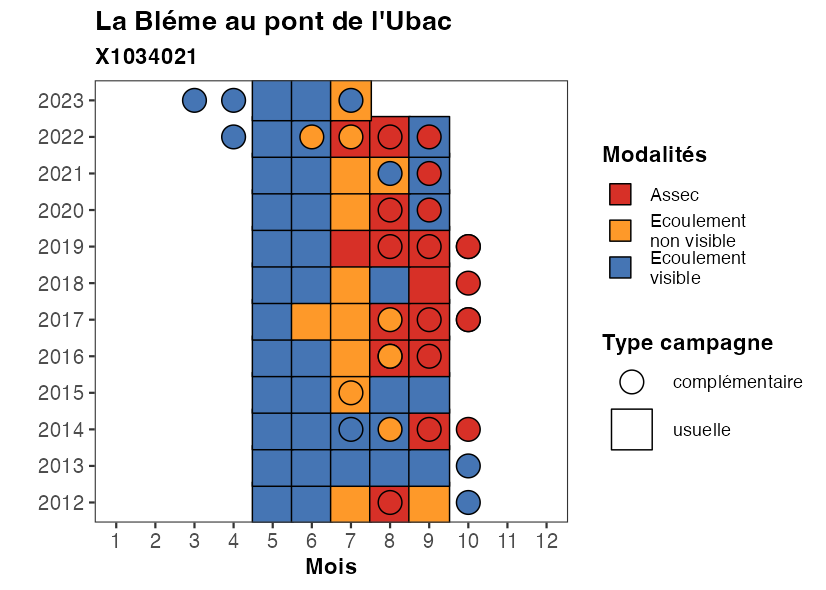 La Bléme au pont de l'Ubac
X1034021
2023
2022
2021
2020
2019
2018
2017
2016
2015
2014
2013
2012
1 2 3 4 5 6 7 8 9 10 11 12
Mois
Modalités
Assec
Ecoulement
non visible
Ecoulement
visible
Type campagne
complémentaire
usuelle